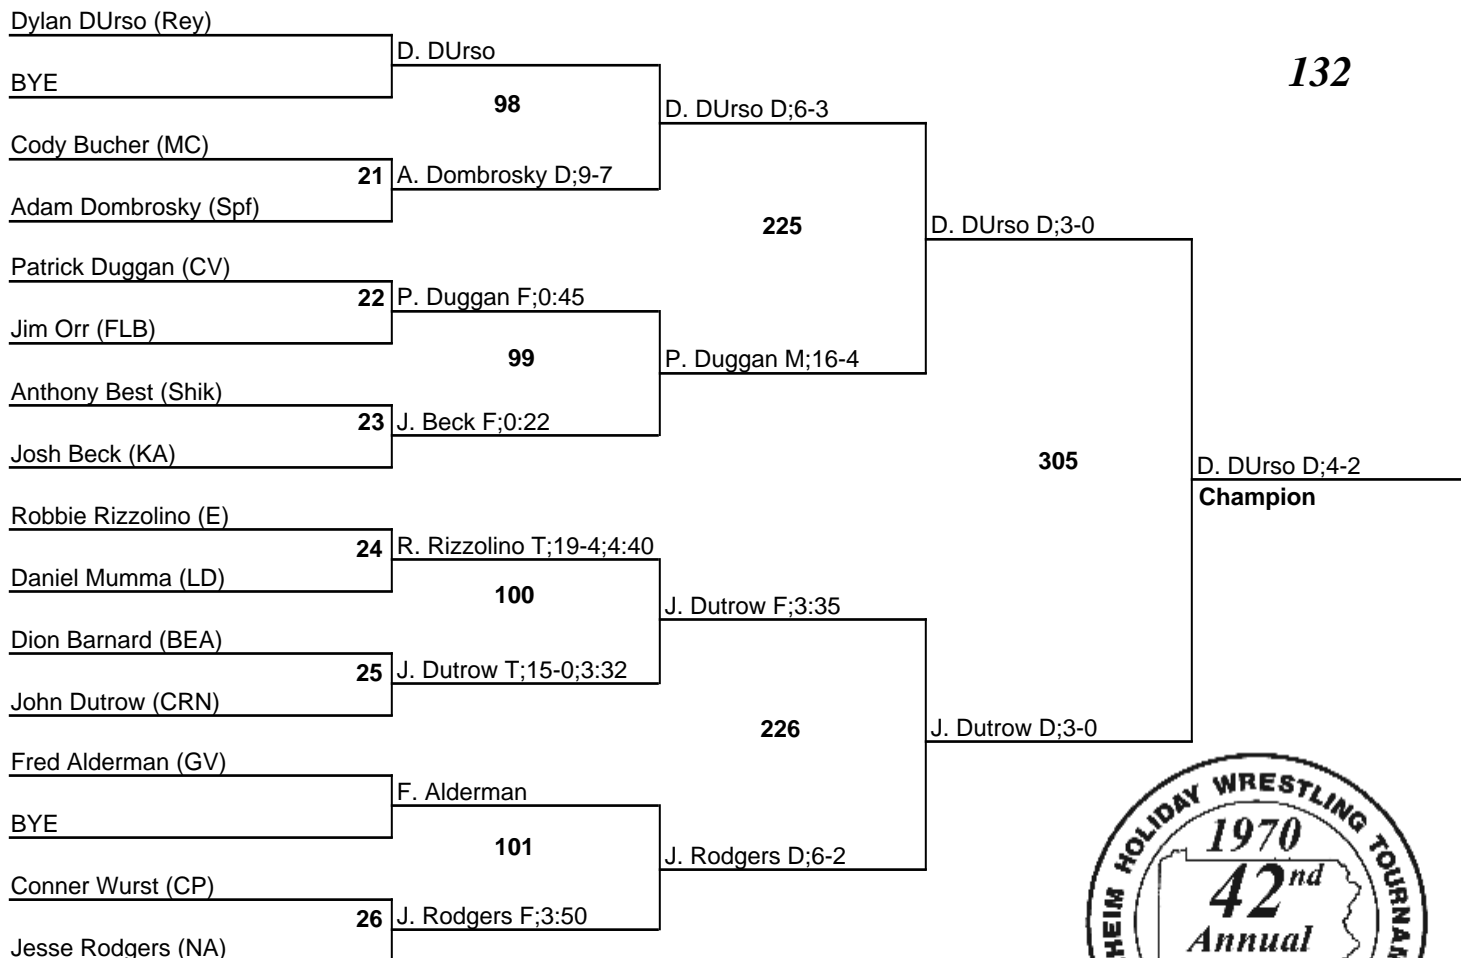 Dylan DUrso (Rey)
D. DUrso
132
BYE
98
D. DUrso D;6-3
Cody Bucher (MC)
21 A. Dombrosky D;9-7
Adam Dombrosky (Spf)
225
D. DUrso D;3-0
Patrick Duggan (CV)
22 P. Duggan F;0:45
Jim Orr (FLB)
99
P. Duggan M;16-4
Anthony Best (Shik)
23 J. Beck F;0:22
Josh Beck (KA)
305
D. DUrso D;4-2
Champion
Robbie Rizzolino (E)
24 R. Rizzolino T;19-4;4:40
Daniel Mumma (LD)
100
J. Dutrow F;3:35
Dion Barnard (BEA)
25 J. Dutrow T;15-0;3:32
John Dutrow (CRN)
226
J. Dutrow D;3-0
Fred Alderman (GV)
F. Alderman
BYE
101
J. Rodgers D;6-2
Conner Wurst (CP)
26 J. Rodgers F;3:50
Jesse Rodgers (NA)
HEIM HOLIDAY WRESTLING TOURNAM
1970
42nd
Annual